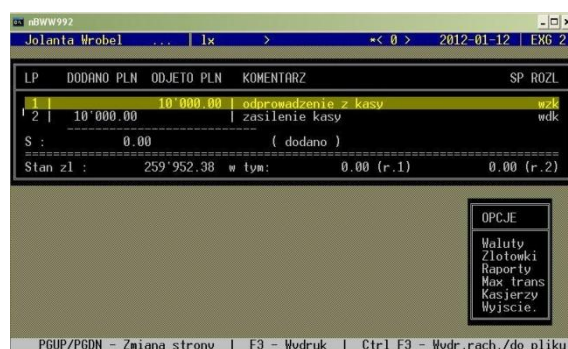 nBWW992
Jolanta Wrobel ... | lx > *< 0 > 2012-01-12 | EXG 2
LP DODANO PLN ODJETO PLN KOMENTARZ SP ROZL
1 | 10'000.00 | odprowadzenie z kasy wzk
2 | 10'000.00 | zasilenie kasy wdk
S : 0.00 ( dodano )
Stan zl : 259'952.38 w tym: 0.00 (r.1) 0.00 (r.2)
OPCJE
Waluty
Zlotowki
Raporty
Max trans
Kasjerzy
Wyjscie.
PGUP/PGDN - Zmiana strony | F3 - Wydruk | Ctrl F3 - Wydr.rach./do pliku